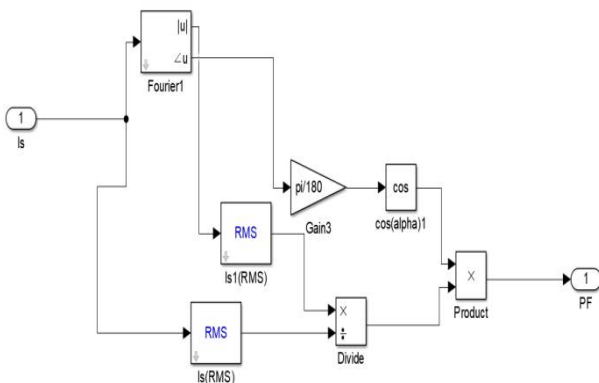 |u|
∠u
Fourier1
1
Is
pi/180
Gain3
cos
cos(alpha)1
RMS
Is1(RMS)
×
Product
1
PF
×
÷
Divide
RMS
Is(RMS)